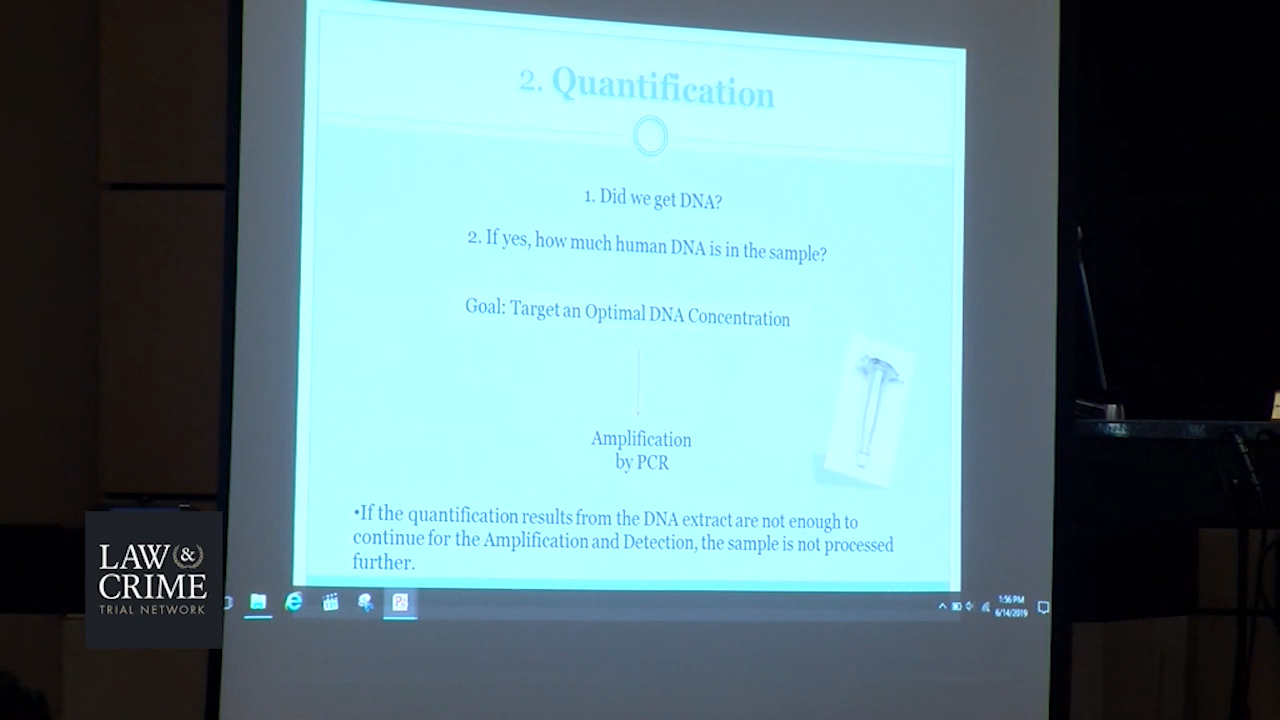 2. Quantification
1. Did we get DNA?
2. If yes, how much human DNA is in the sample?
Goal: Target an Optimal DNA Concentration
Amplification
by PCR
•If the quantification results from the DNA extract are not enough to
continue for the Amplification and Detection, the sample is not processed
further.
LAW &
CRIME
TRIAL NETWORK
1:56 PM
6/14/2019